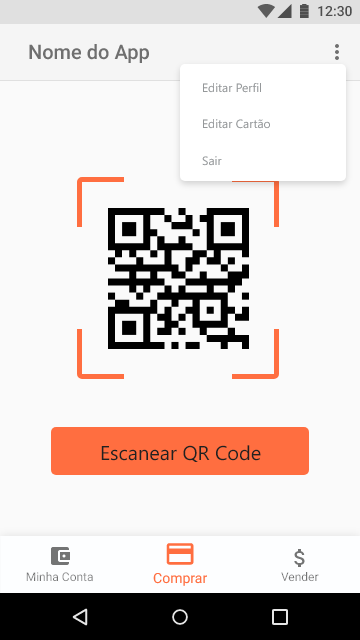 12:30
Nome do App
Editar Perfil
Editar Cartão
Sair
Escanear QR Code
Minha Conta
Comprar
Vender